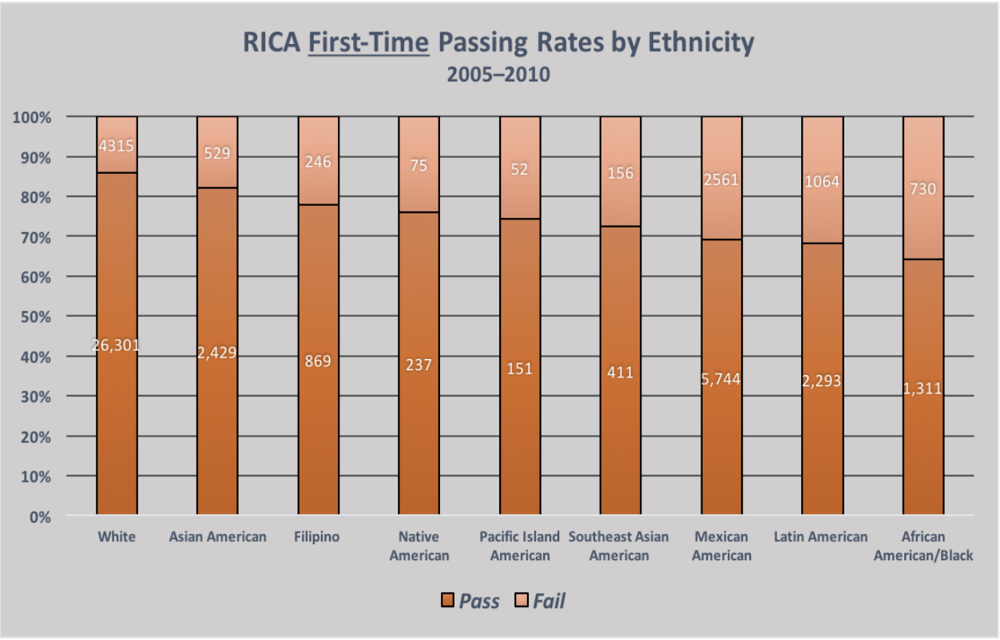 RICA First-Time Passing Rates by Ethnicity
2005–2010
100%
90%
80%
70%
60%
50%
40%
30%
20%
10%
0%
4315
529
246
75
52
156
2561
1064
730
26,301
2,429
869
237
151
411
5,744
2,293
1,311
White
Asian American
Filipino
Native
American
Pacific Island
American
Southeast Asian
American
Mexican
American
Latin American
African
American/Black
Pass Fail